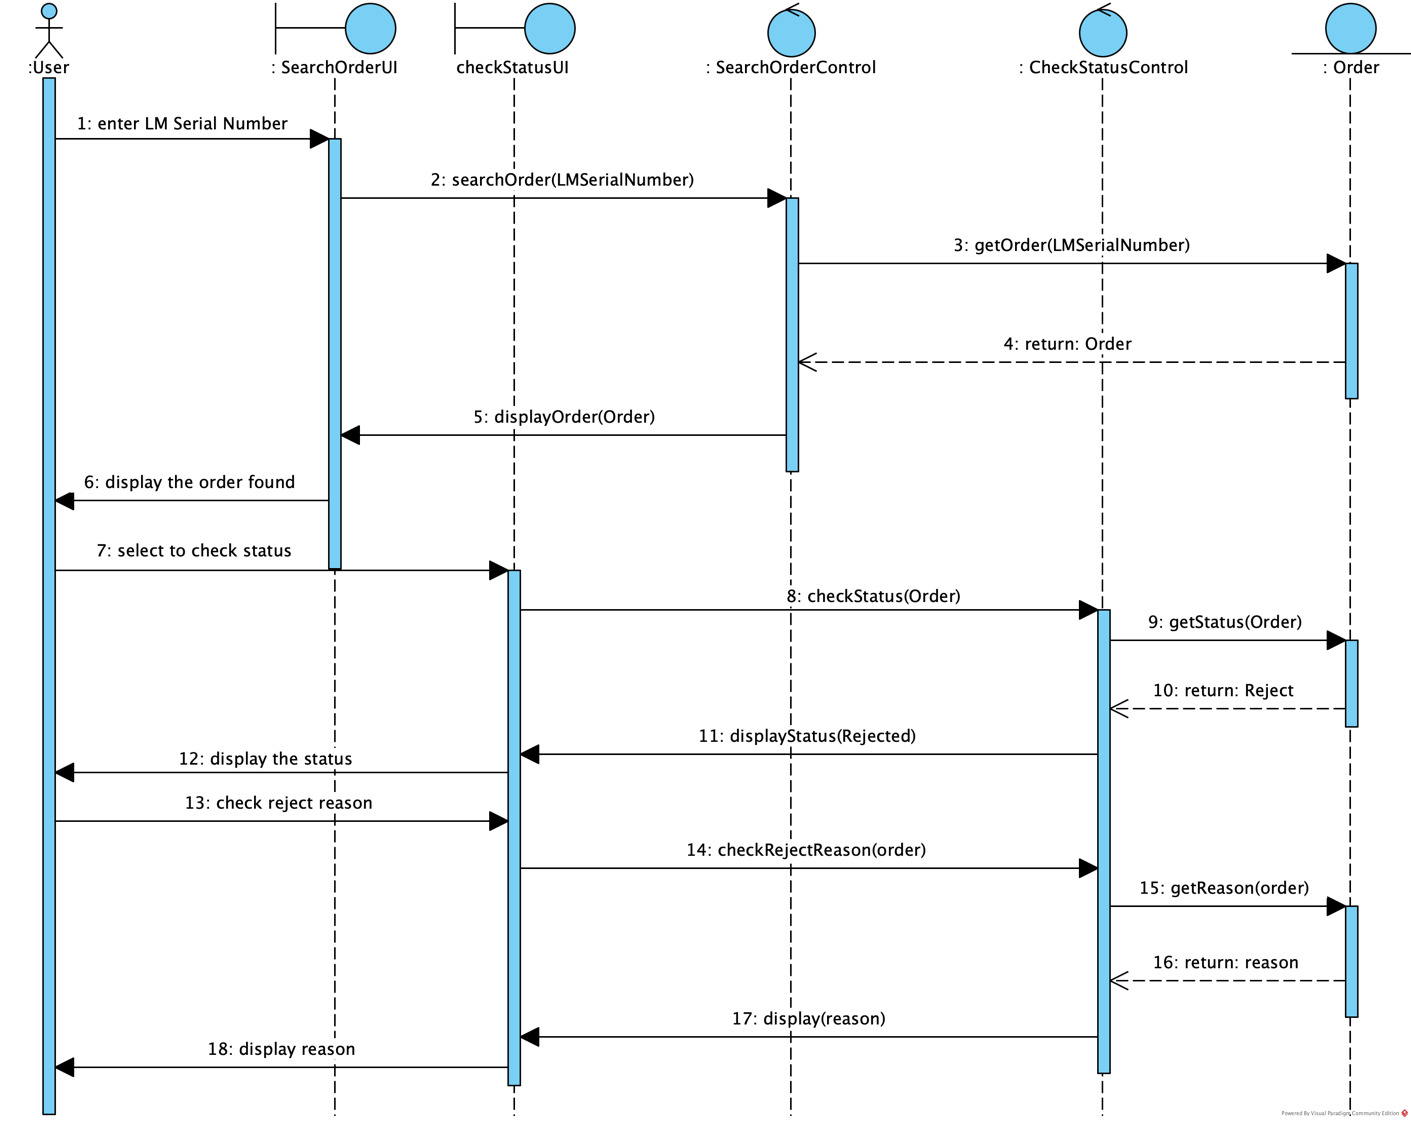 :User
: SearchOrderUI
checkStatusUI
: SearchOrderControl
: CheckStatusControl
: Order
1: enter LM Serial Number
2: searchOrder(LMSerialNumber)
3: getOrder(LMSerialNumber)
4: return: Order
5: displayOrder(Order)
6: display the order found
7: select to check status
8: checkStatus(Order)
9: getStatus(Order)
10: return: Reject
11: displayStatus(Rejected)
12: display the status
13: check reject reason
14: checkRejectReason(order)
15: getReason(order)
16: return: reason
17: display(reason)
18: display reason
Powered By Visual Paradigm Community Edition